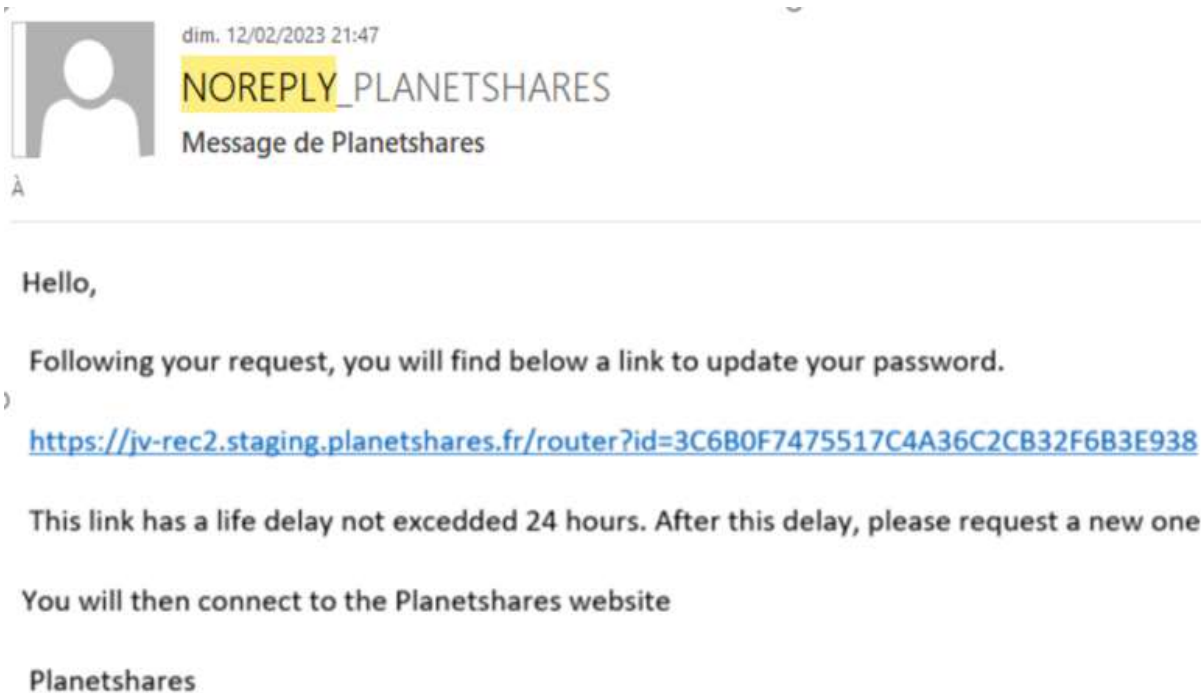 dim. 12/02/2023 21:47
NOREPLY_PLANETSHARES
Message de Planetshares
À
Hello,
Following your request, you will find below a link to update your password.
https://jv-rec2.staging.planetshares.fr/router?id=3C6B0F7475517C4A36C2CB32F6B3E938
This link has a life delay not excedded 24 hours. After this delay, please request a new one
You will then connect to the Planetshares website
Planetshares